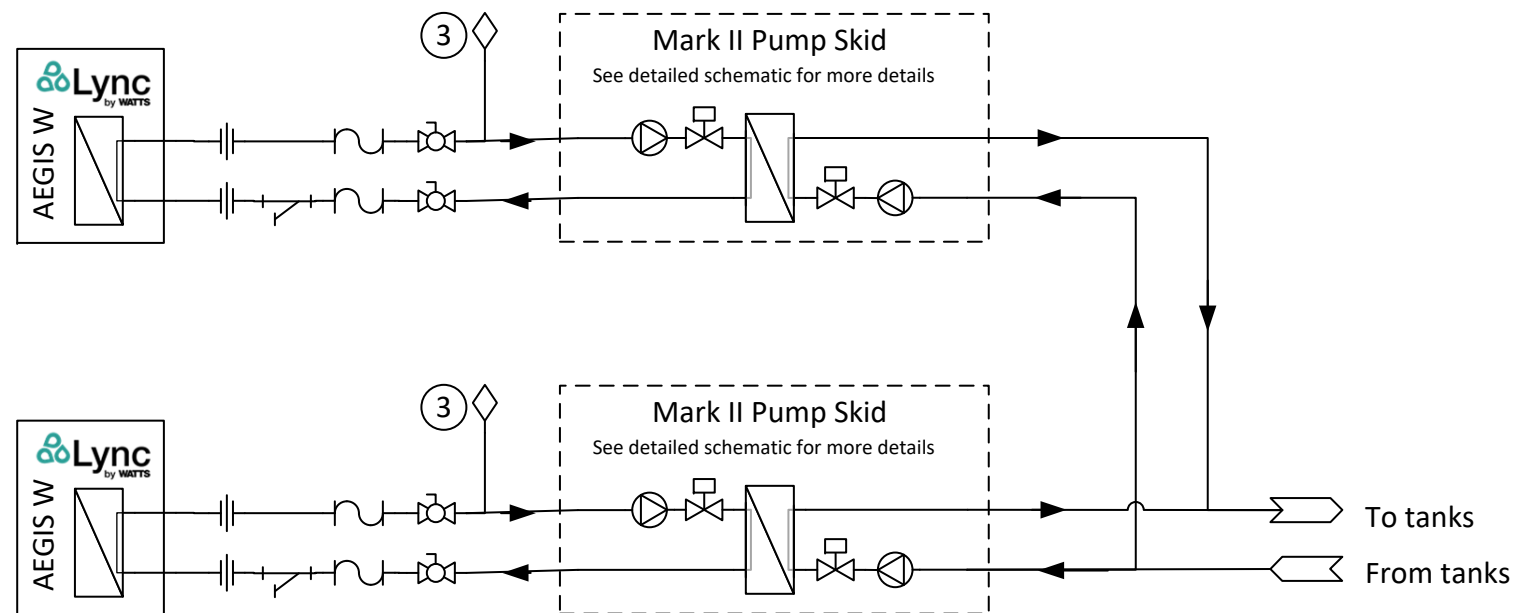 3
Mark II Pump Skid
See detailed schematic for more details
Lync
by WATTS
AEGIS W
3
Mark II Pump Skid
See detailed schematic for more details
Lync
by WATTS
AEGIS W
To tanks
From tanks